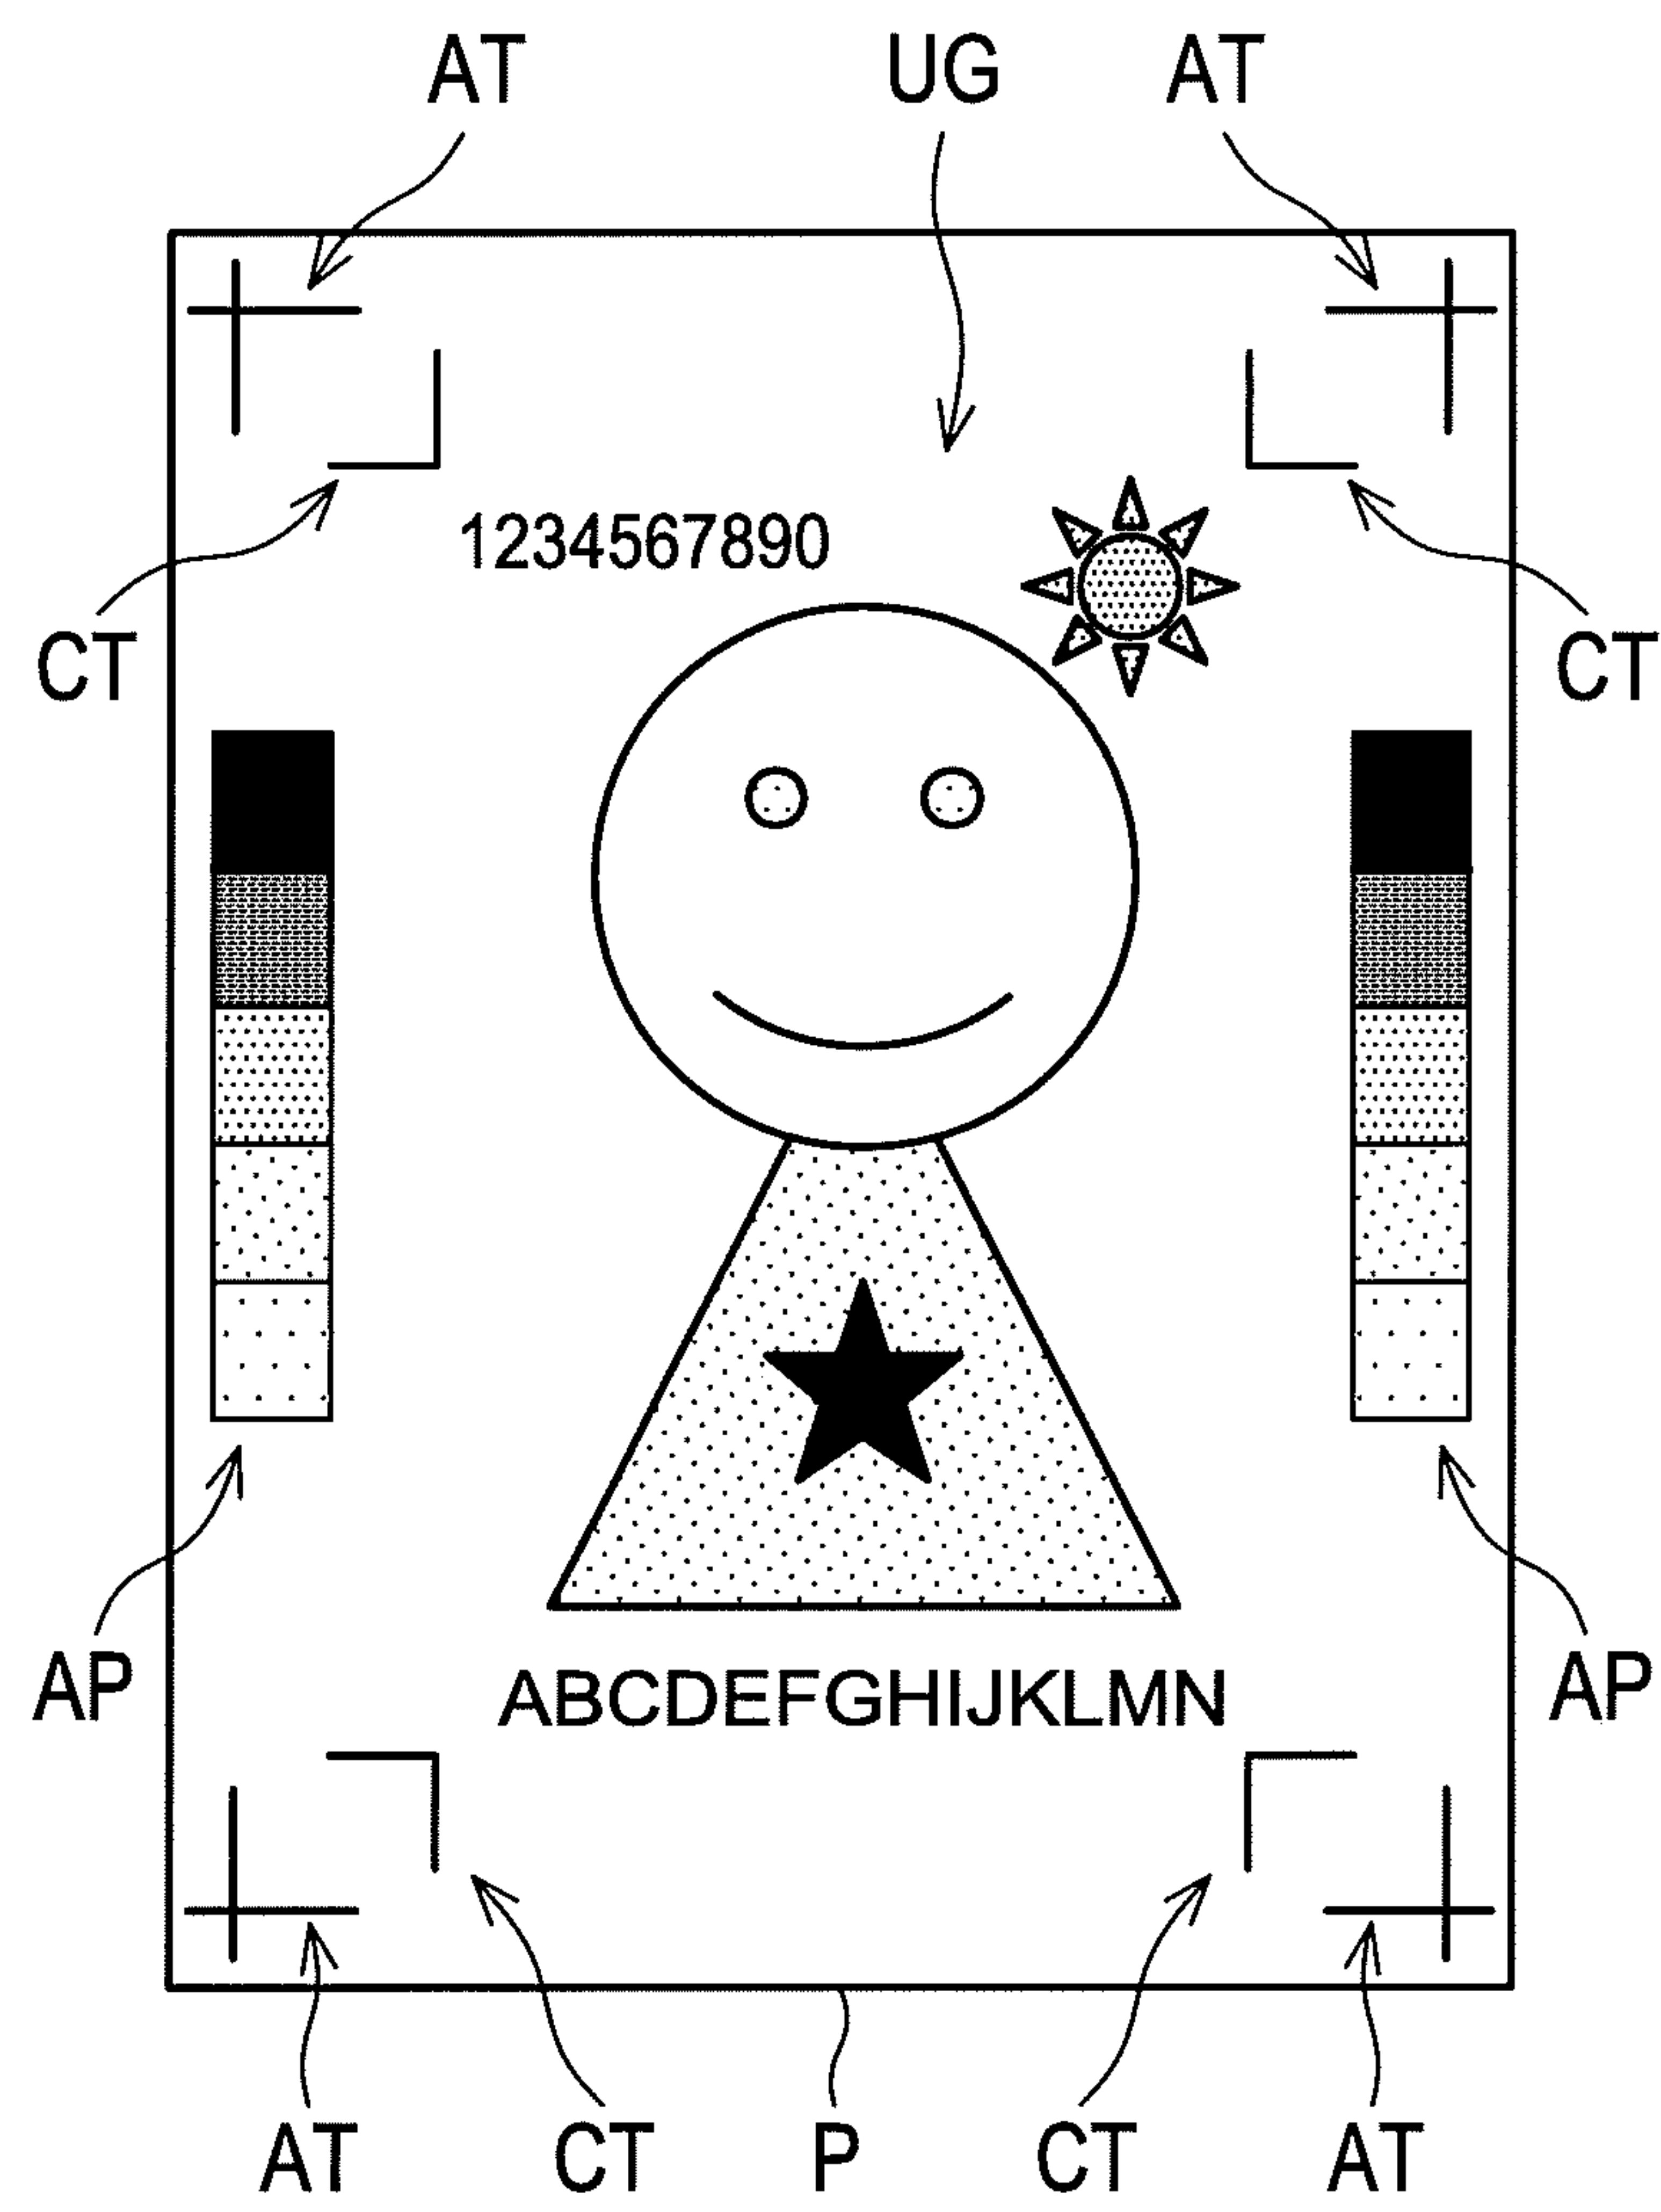 AT UG AT
1234567890
CT CT
AP AP
ABCDEFGHIJKLMN
AT CT P CT AT